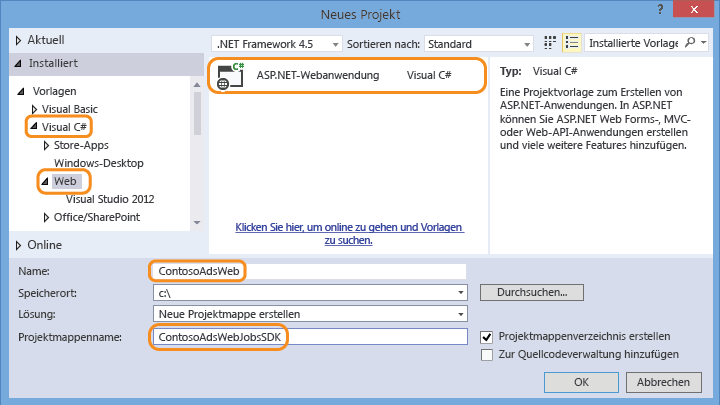 Neues Projekt
? x
Aktuell
Installiert
Vorlagen
Visual Basic
Visual C#
Store-Apps
Windows-Desktop
Web
Visual Studio 2012
Office/SharePoint
Online
.NET Framework 4.5
Sortieren nach: Standard
Installierte Vorlage
C#
ASP.NET-Webanwendung Visual C#
Klicken Sie hier, um online zu gehen und Vorlagen
zu suchen.
Typ: Visual C#
Eine Projektvorlage zum Erstellen von
ASP.NET-Anwendungen. In ASP.NET
können Sie ASP.NET Web Forms-, MVC-
oder Web-API-Anwendungen erstellen
und viele weitere Features hinzufügen.
Name: ContosoAdsWeb
Speicherort: c:\ Durchsuchen...
Lösung: Neue Projektmappe erstellen
Projektmappenname: ContosoAdsWebJobsSDK
Projektmappenverzeichnis erstellen
Zur Quellcodeverwaltung hinzufügen
OK Abbrechen